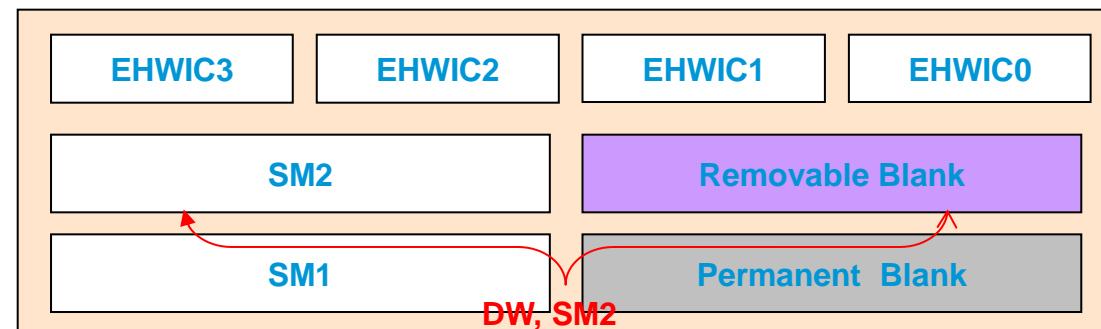 EHWIC3 EHWIC2 EHWIC1 EHWIC0
SM2 Removable Blank
SM1 Permanent Blank
DW, SM2